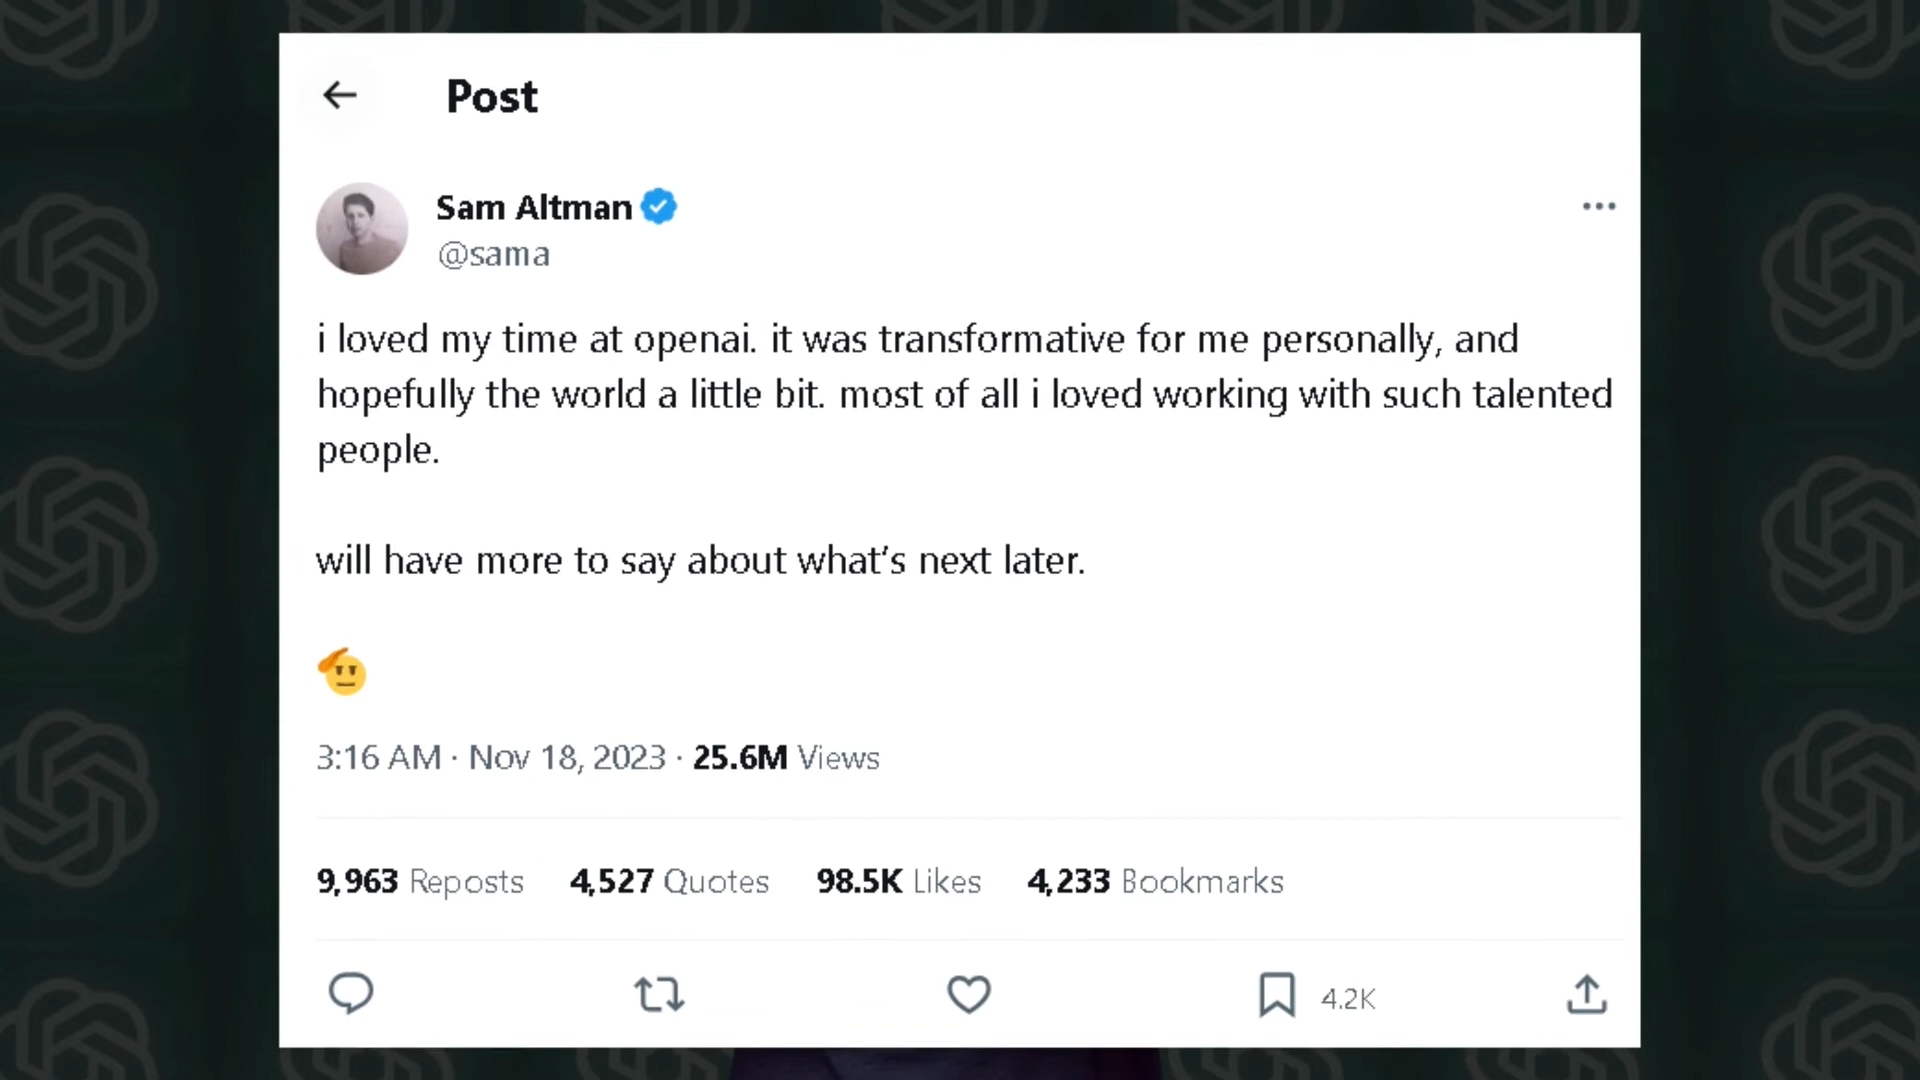 Post
Sam Altman
@sama
i loved my time at openai. it was transformative for me personally, and
hopefully the world a little bit. most of all i loved working with such talented
people.
will have more to say about what's next later.
🫡
3:16 AM · Nov 18, 2023 · 25.6M Views
9,963 Reposts 4,527 Quotes 98.5K Likes 4,233 Bookmarks
4.2K